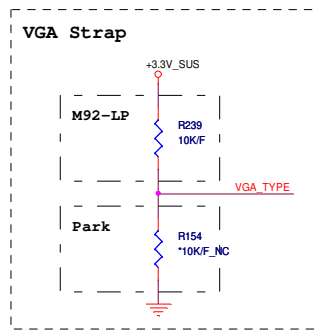 VGA Strap
+3.3V_SUS
M92-LP
R239
10K/F
VGA_TYPE
Park
R154
*10K/F_NC